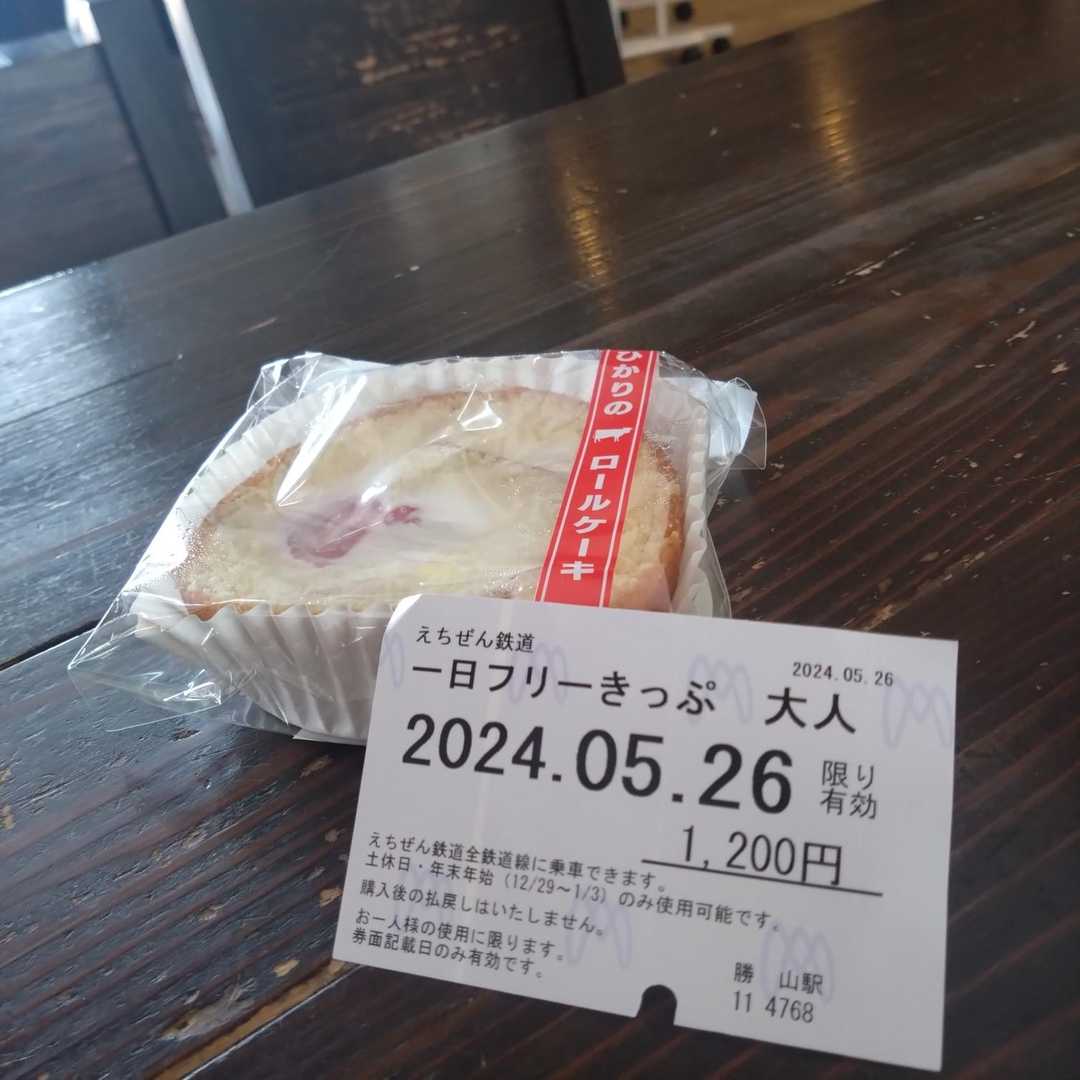 ひかりの ロールケーキ
えちぜん鉄道
2024.05.26
一日フリーきっぷ 大人
2024.05.26 限り有効
1,200円
えちぜん鉄道全鉄道線に乗車できます。
土休日・年末年始(12/29～1/3)のみ使用可能です。
購入後の払戻しはいたしません。
お一人様の使用に限ります。
券面記載日のみ有効です。
勝 山駅
11 4768